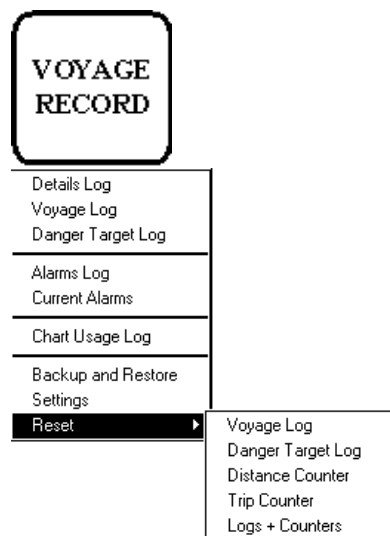 VOYAGE
RECORD
Details Log
Voyage Log
Danger Target Log
Alarms Log
Current Alarms
Chart Usage Log
Backup and Restore
Settings
Reset
Voyage Log
Danger Target Log
Distance Counter
Trip Counter
Logs + Counters